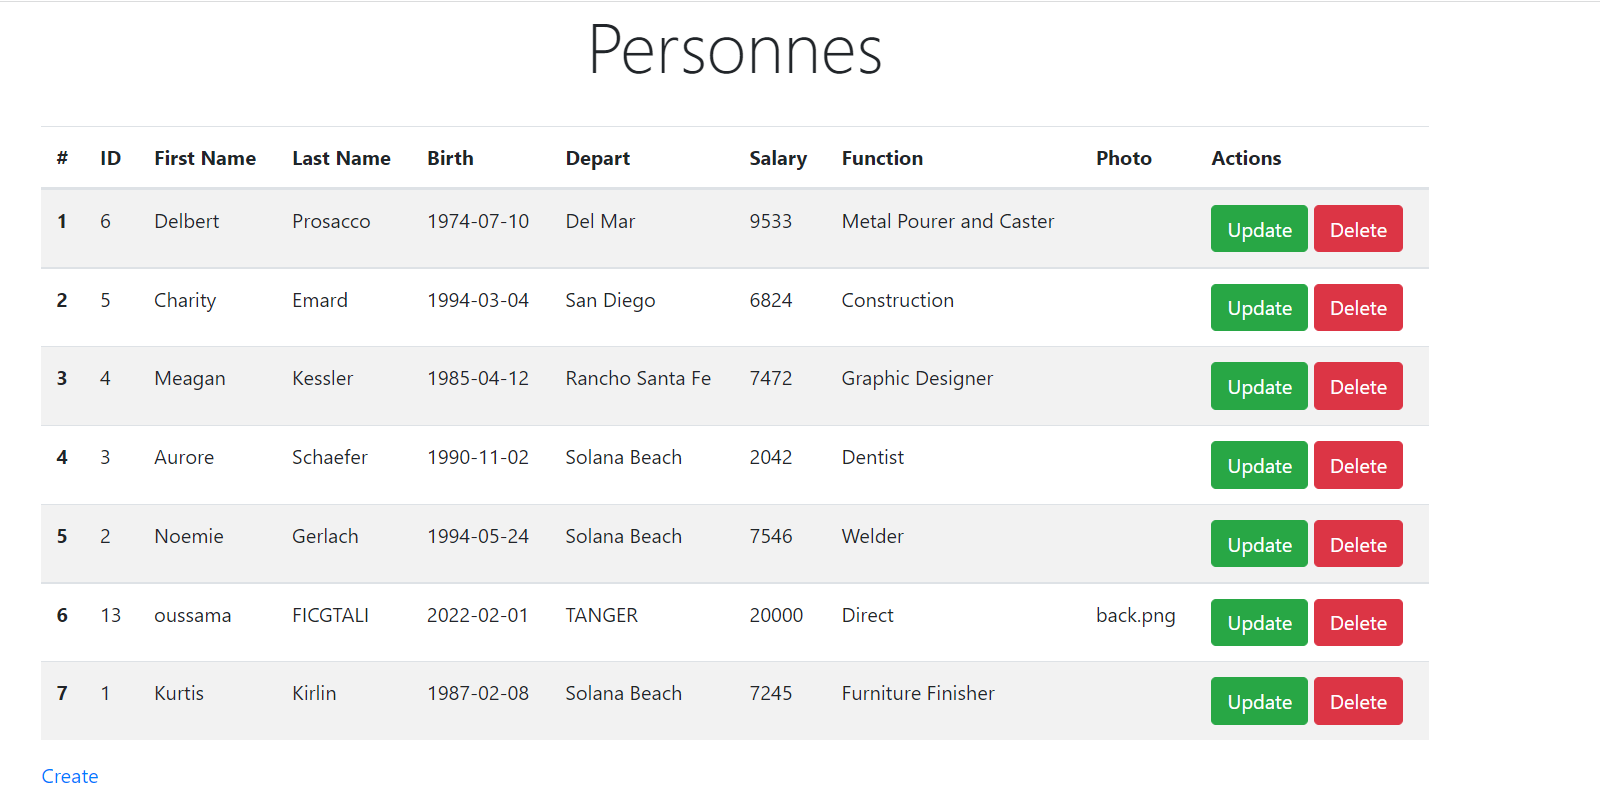 Personnes
# ID First Name Last Name Birth Depart Salary Function Photo Actions
1 6 Delbert Prosacco 1974-07-10 Del Mar 9533 Metal Pourer and Caster Update Delete
2 5 Charity Emard 1994-03-04 San Diego 6824 Construction Update Delete
3 4 Meagan Kessler 1985-04-12 Rancho Santa Fe 7472 Graphic Designer Update Delete
4 3 Aurore Schaefer 1990-11-02 Solana Beach 2042 Dentist Update Delete
5 2 Noemie Gerlach 1994-05-24 Solana Beach 7546 Welder Update Delete
6 13 oussama FICGTALI 2022-02-01 TANGER 20000 Direct back.png Update Delete
7 1 Kurtis Kirlin 1987-02-08 Solana Beach 7245 Furniture Finisher Update Delete
Create